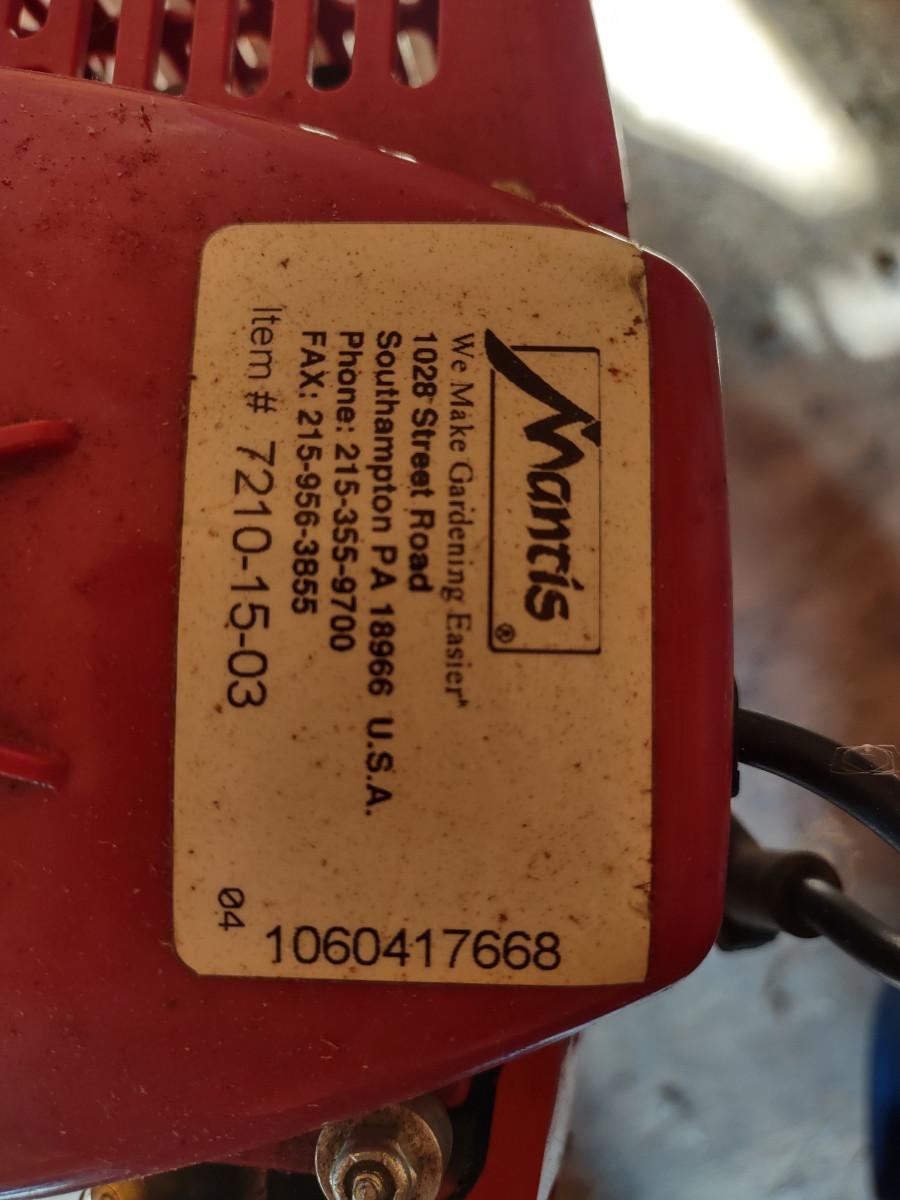 Mantis®
We Make Gardening Easier
1028 Street Road
Southampton PA 18966 U.S.A.
Phone: 215-355-9700
FAX: 215-956-3855
Item # 7210-15-03
04
1060417668